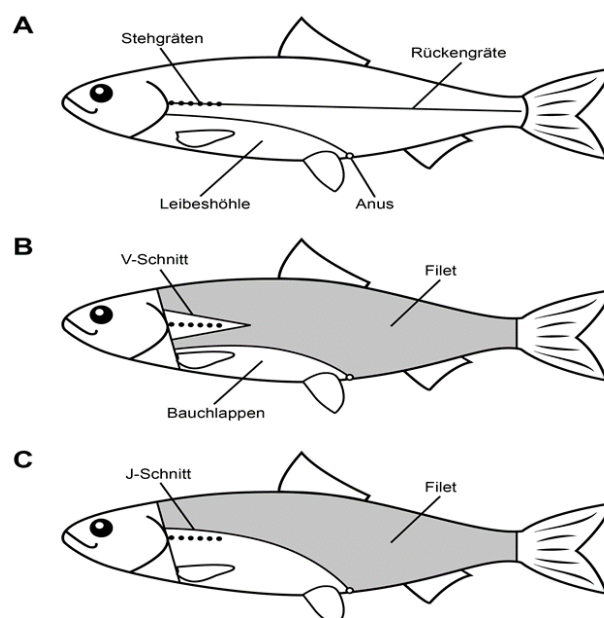 A
Stehgräten
Rückengräte
Leibeshöhle
Anus
B
V-Schnitt
Filet
Bauchlappen
C
J-Schnitt
Filet